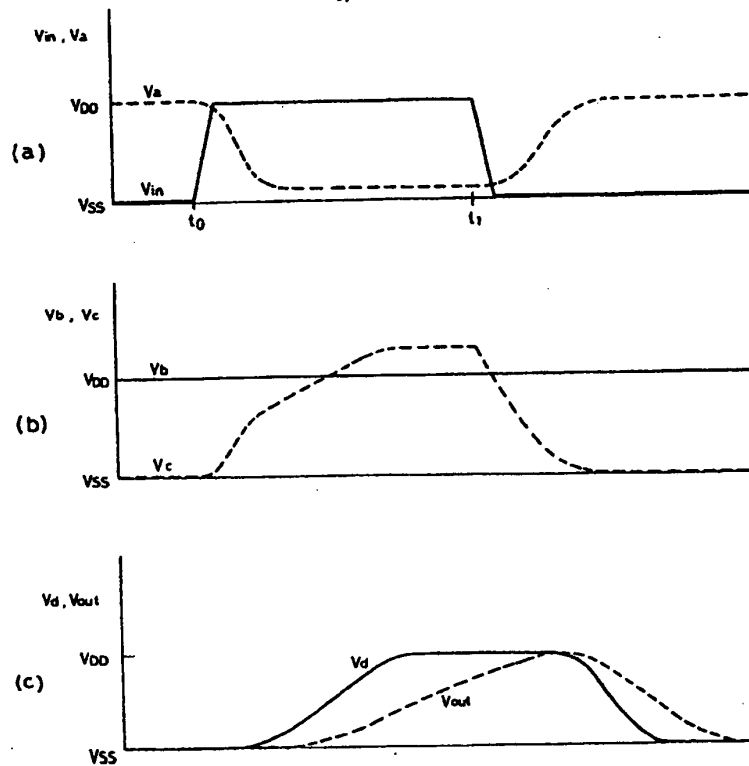 Vin , Va
VDD
Va
(a)
Vin
VSS
t0
t1
Vb , Vc
VDD
Vb
(b)
Vc
VSS
Vd , Vout
VDD
Vd
(c)
Vout
VSS